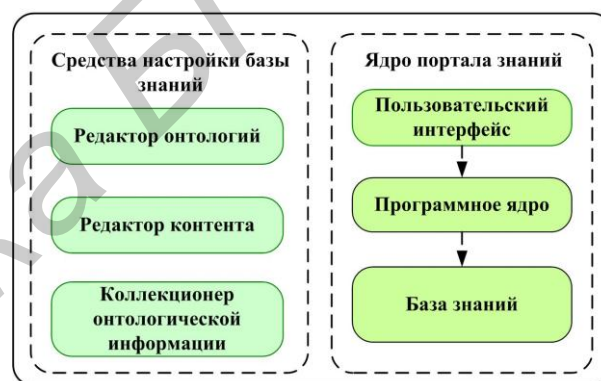 Средства настройки базы
знаний
Редактор онтологий
Редактор контента
Коллекционер
онтологической
информации
Ядро портала знаний
Пользовательский
интерфейс
Программное ядро
База знаний